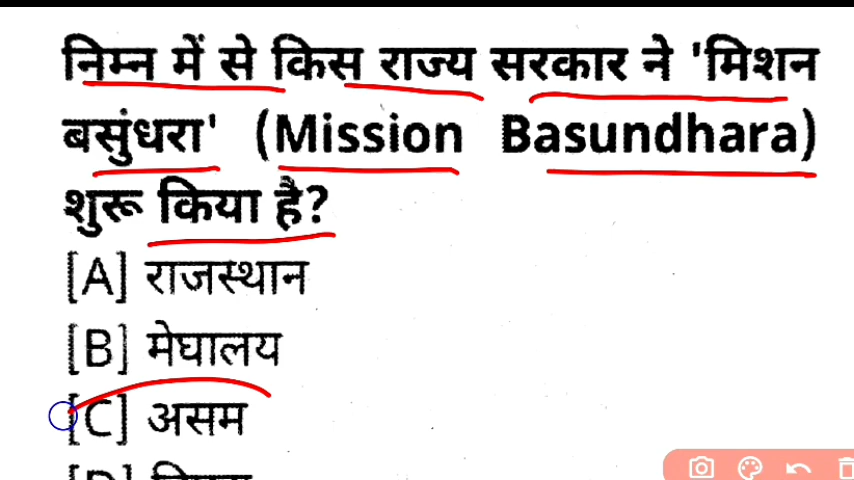 निम्न में से किस राज्य सरकार ने 'मिशन
बसुंधरा' (Mission Basundhara)
शुरू किया है?
[A] राजस्थान
[B] मेघालय
[C] असम
[D]